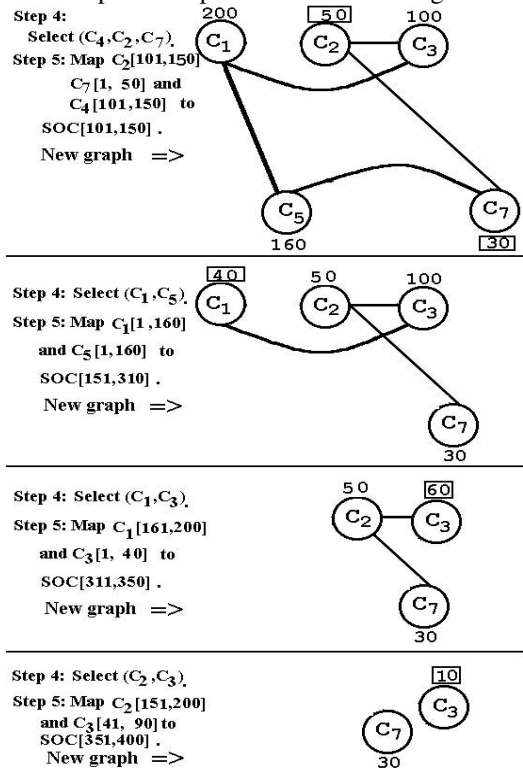 Step 4:
Select (C4,C2,C7).
Step 5: Map C2[101,150]
C7[1, 50] and
C4[101,150] to
SOC[101,150] .
New graph =>
200
50
100
C1
C2
C3
C5
C7
160
30
Step 4: Select (C1,C5).
Step 5: Map C1[1,160]
and C5[1,160] to
SOC[151,310] .
New graph =>
40
50
100
C1
C2
C3
C7
30
Step 4: Select (C1,C3).
Step 5: Map C1[161,200]
and C3[1, 40] to
SOC[311,350] .
New graph =>
50
60
C2
C3
C7
30
Step 4: Select (C2,C3).
Step 5: Map C2[151,200]
and C3[41, 90] to
SOC[351,400] .
New graph =>
10
C3
C7
30